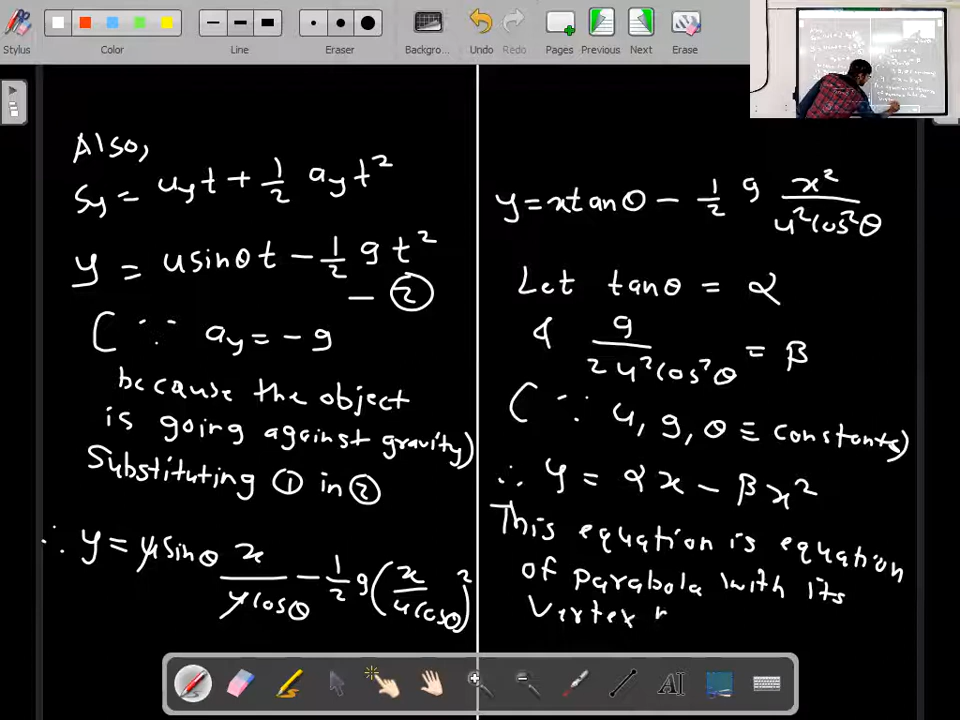 Stylus
Color
Line
Eraser
Backgro...
Undo
Redo
Pages
Previous
Next
Erase
Also,
Sy = uyt + 1/2 ayt²
y = usinθt − 1/2 gt²
— ②
(∵ ay = −g
because the object
is going against gravity)
Substituting ① in ②
∴ y = usinθ x/(ucosθ) − 1/2 g(x/(ucosθ))²
y = xtanθ − 1/2 g x²/(u²cos²θ)
Let tanθ = α
& g/(2u²cos²θ) = β
(∵ u, g, θ ≡ constants)
∴ y = αx − βx²
This equation is equation
of parabola with its
Vertex